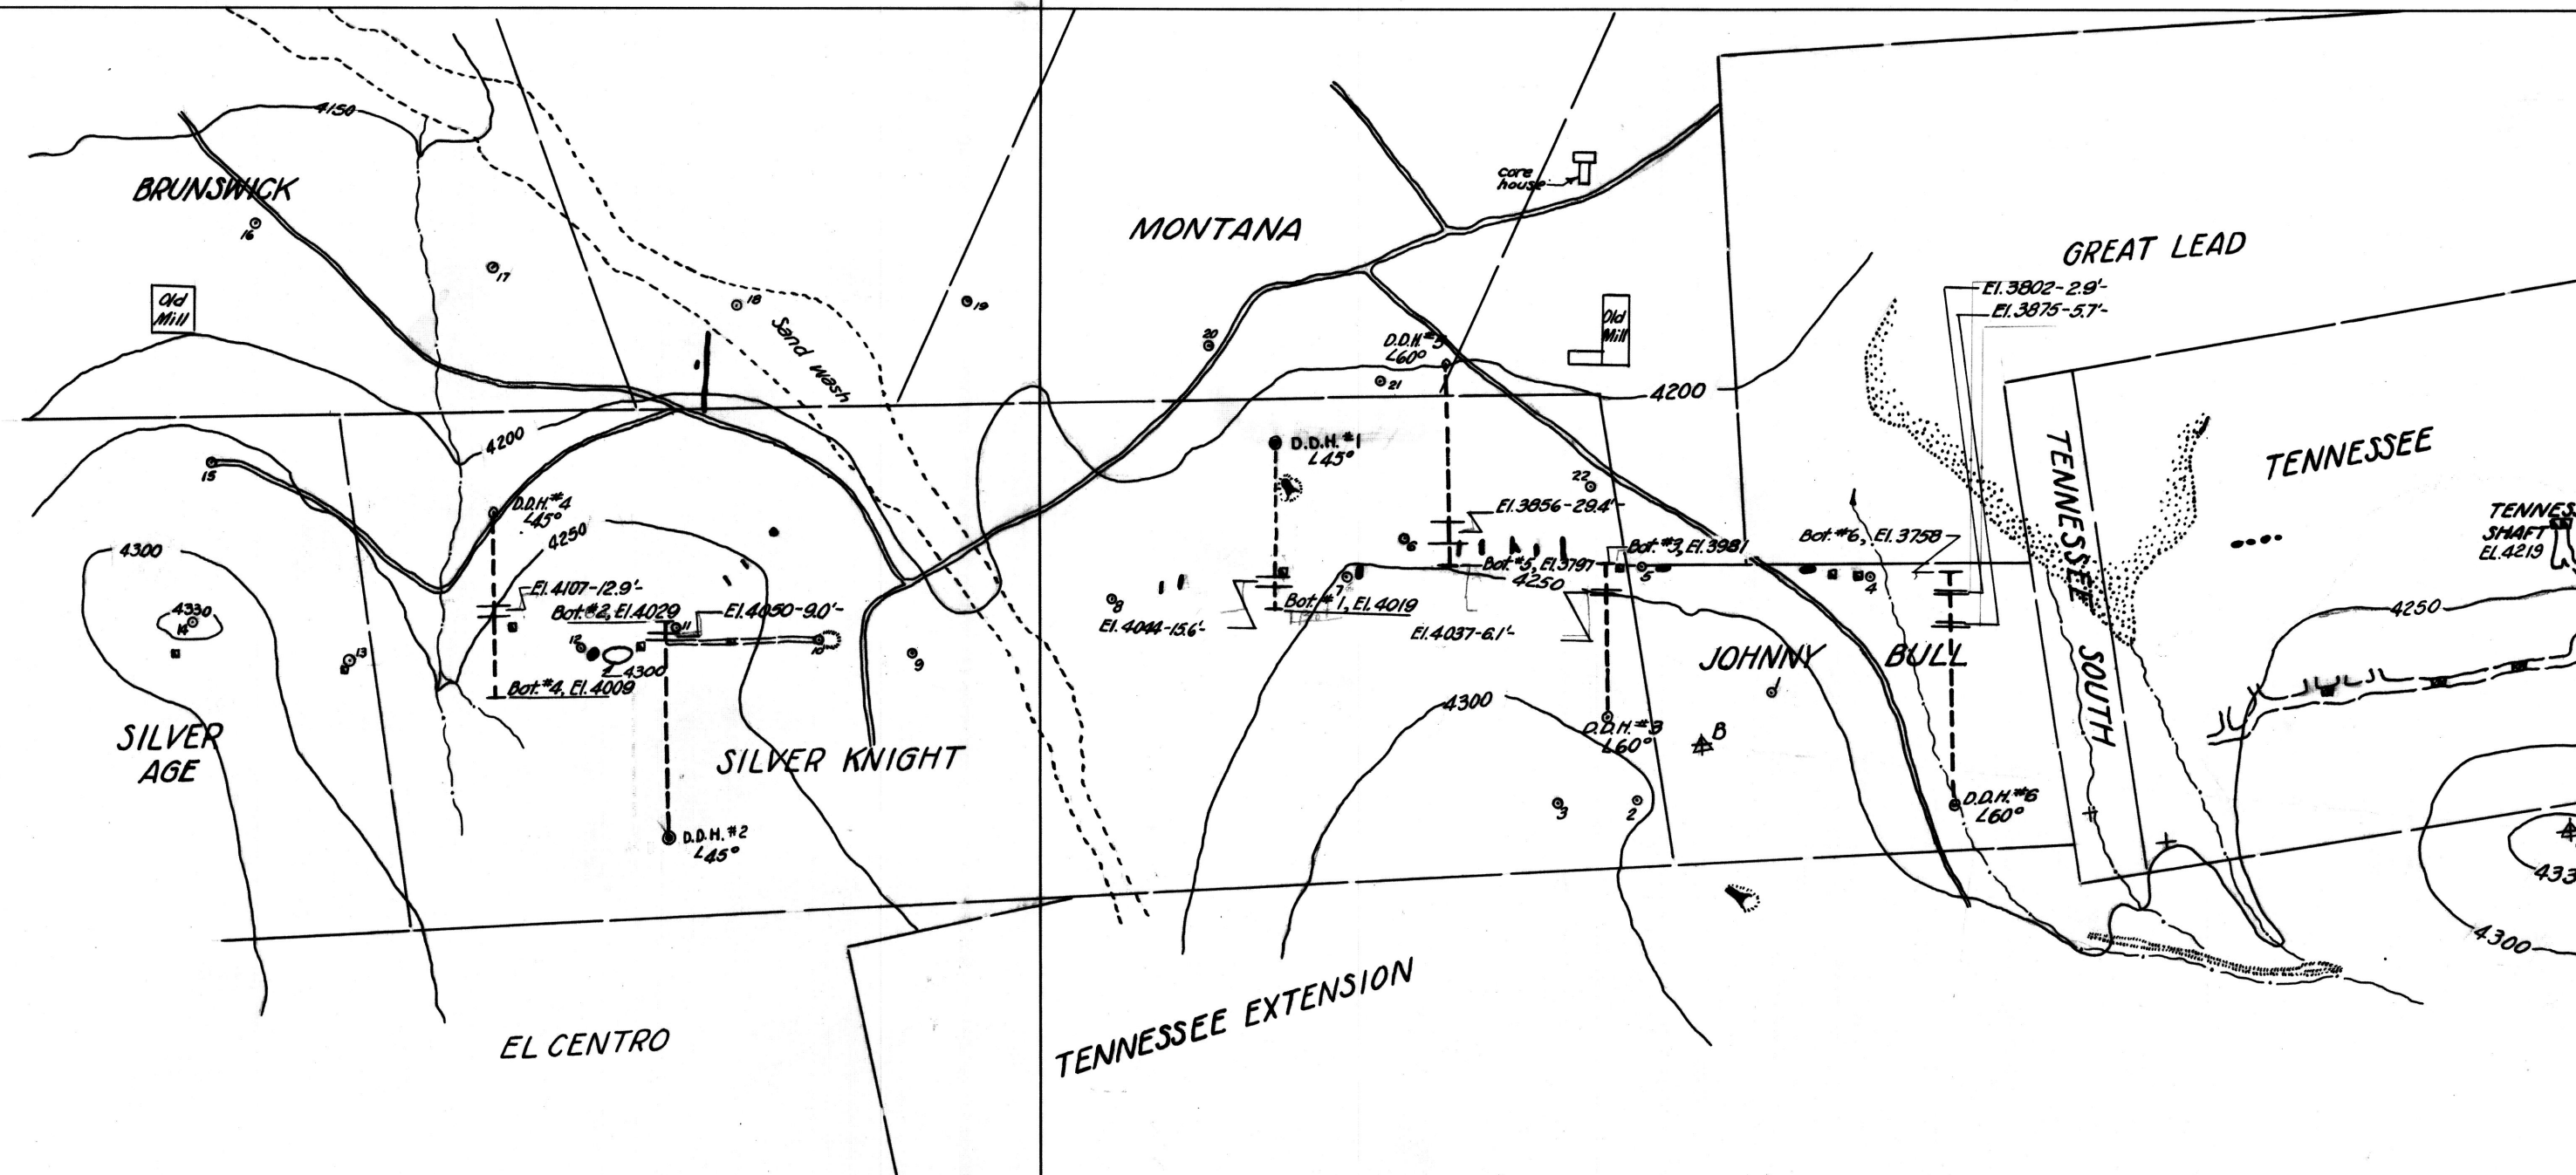 4150
BRUNSWICK
16
17
Old
Mill
18
Sand Wash
19
MONTANA
core
house
20
21
D.D.H. #5
∠60°
Old
Mill
4200
GREAT LEAD
El. 3802-2.9'-
El. 3875-5.7'-
TENNESSEE SOUTH
TENNESSEE
TENNES
SHAFT
EL. 4219
15
4200
D.D.H. #4
∠45°
4250
4300
D.D.H. #1
∠45°
22
El. 3856-29.4'-
6
Bot. #5, El. 3797
4250
Bot. #3, El. 3981
5
Bot. #6, El. 3758
4
4250
El. 4107-12.9'-
Bot. #2, El. 4029
El. 4050-9.0'-
11
12
10
4300
Bot. #4, El. 4009
4330
14
13
9
8
El. 4044-15.6'-
7
Bot. #1, El. 4019
El. 4037-6.1'-
JOHNNY BULL
1
SILVER
AGE
SILVER KNIGHT
D.D.H. #2
∠45°
4300
D.D.H. #3
∠60°
B
3
2
D.D.H. #6
∠60°
433
4300
EL CENTRO
TENNESSEE EXTENSION